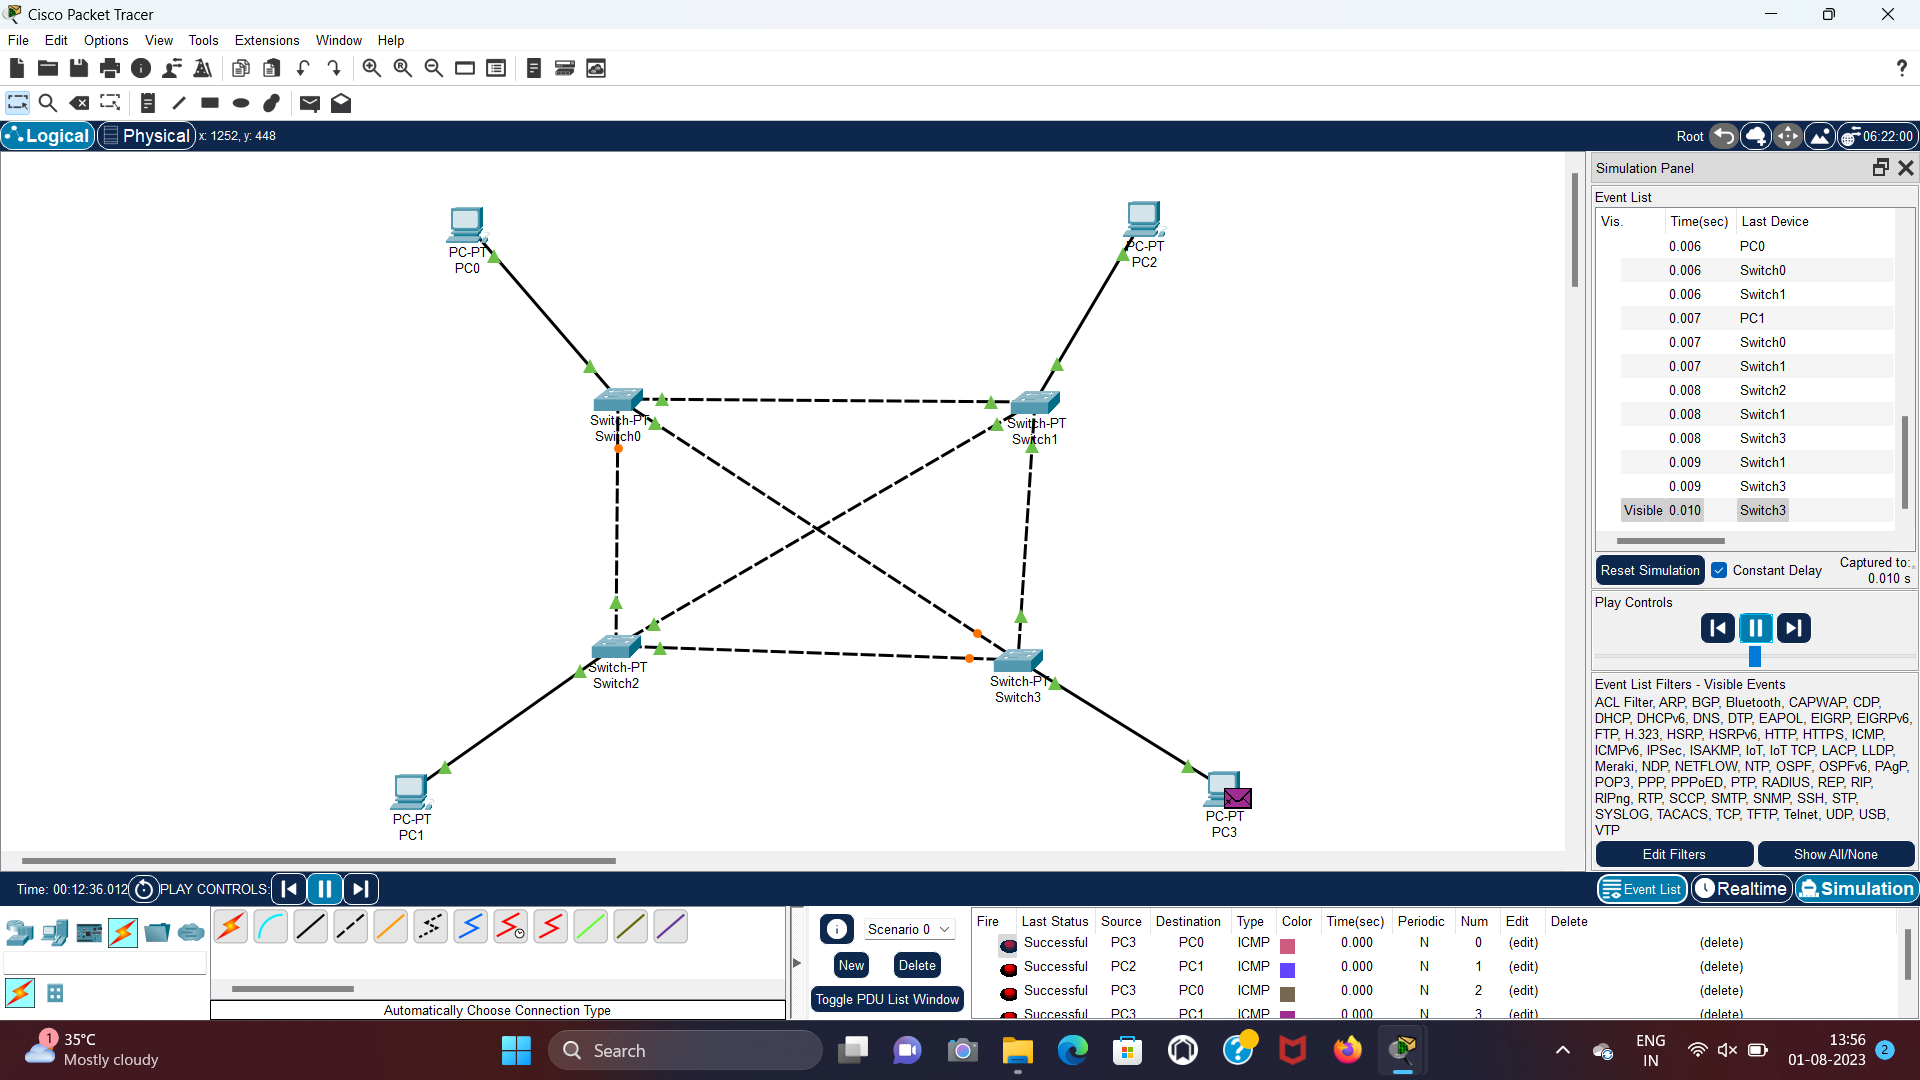 Cisco Packet Tracer
File Edit Options View Tools Extensions Window Help
?
Logical Physical x: 1252, y: 448 Root 06:22:00
Simulation Panel
Event List
Vis. Time(sec) Last Device
0.006 PC0
0.006 Switch0
0.006 Switch1
0.007 PC1
0.007 Switch0
0.007 Switch1
0.008 Switch2
0.008 Switch1
0.008 Switch3
0.009 Switch1
0.009 Switch3
Visible 0.010 Switch3
Reset Simulation Constant Delay Captured to:
0.010 s
Play Controls
Event List Filters - Visible Events
ACL Filter, ARP, BGP, Bluetooth, CAPWAP, CDP,
DHCP, DHCPv6, DNS, DTP, EAPOL, EIGRP, EIGRPv6,
FTP, H.323, HSRP, HSRPv6, HTTP, HTTPS, ICMP,
ICMPv6, IPSec, ISAKMP, IoT, IoT TCP, LACP, LLDP,
Meraki, NDP, NETFLOW, NTP, OSPF, OSPFv6, PAgP,
POP3, PPP, PPPoED, PTP, RADIUS, REP, RIP,
RIPng, RTP, SCCP, SMTP, SNMP, SSH, STP,
SYSLOG, TACACS, TCP, TFTP, Telnet, UDP, USB,
VTP
Edit Filters Show All/None
PC-PT
PC0
PC-PT
PC2
Switch-PT
Switch0
Switch-PT
Switch1
Switch-PT
Switch2
Switch-PT
Switch3
PC-PT
PC1
PC-PT
PC3
Time: 00:12:36.012 PLAY CONTROLS: Event List Realtime Simulation
Automatically Choose Connection Type
Scenario 0
New Delete
Toggle PDU List Window
Fire Last Status Source Destination Type Color Time(sec) Periodic Num Edit Delete
Successful PC3 PC0 ICMP 0.000 N 0 (edit) (delete)
Successful PC2 PC1 ICMP 0.000 N 1 (edit) (delete)
Successful PC3 PC0 ICMP 0.000 N 2 (edit) (delete)
Successful PC3 PC1 ICMP 0.000 N 3 (edit) (delete)
1 35°C
Mostly cloudy
Search
ENG
IN
13:56
01-08-2023 2